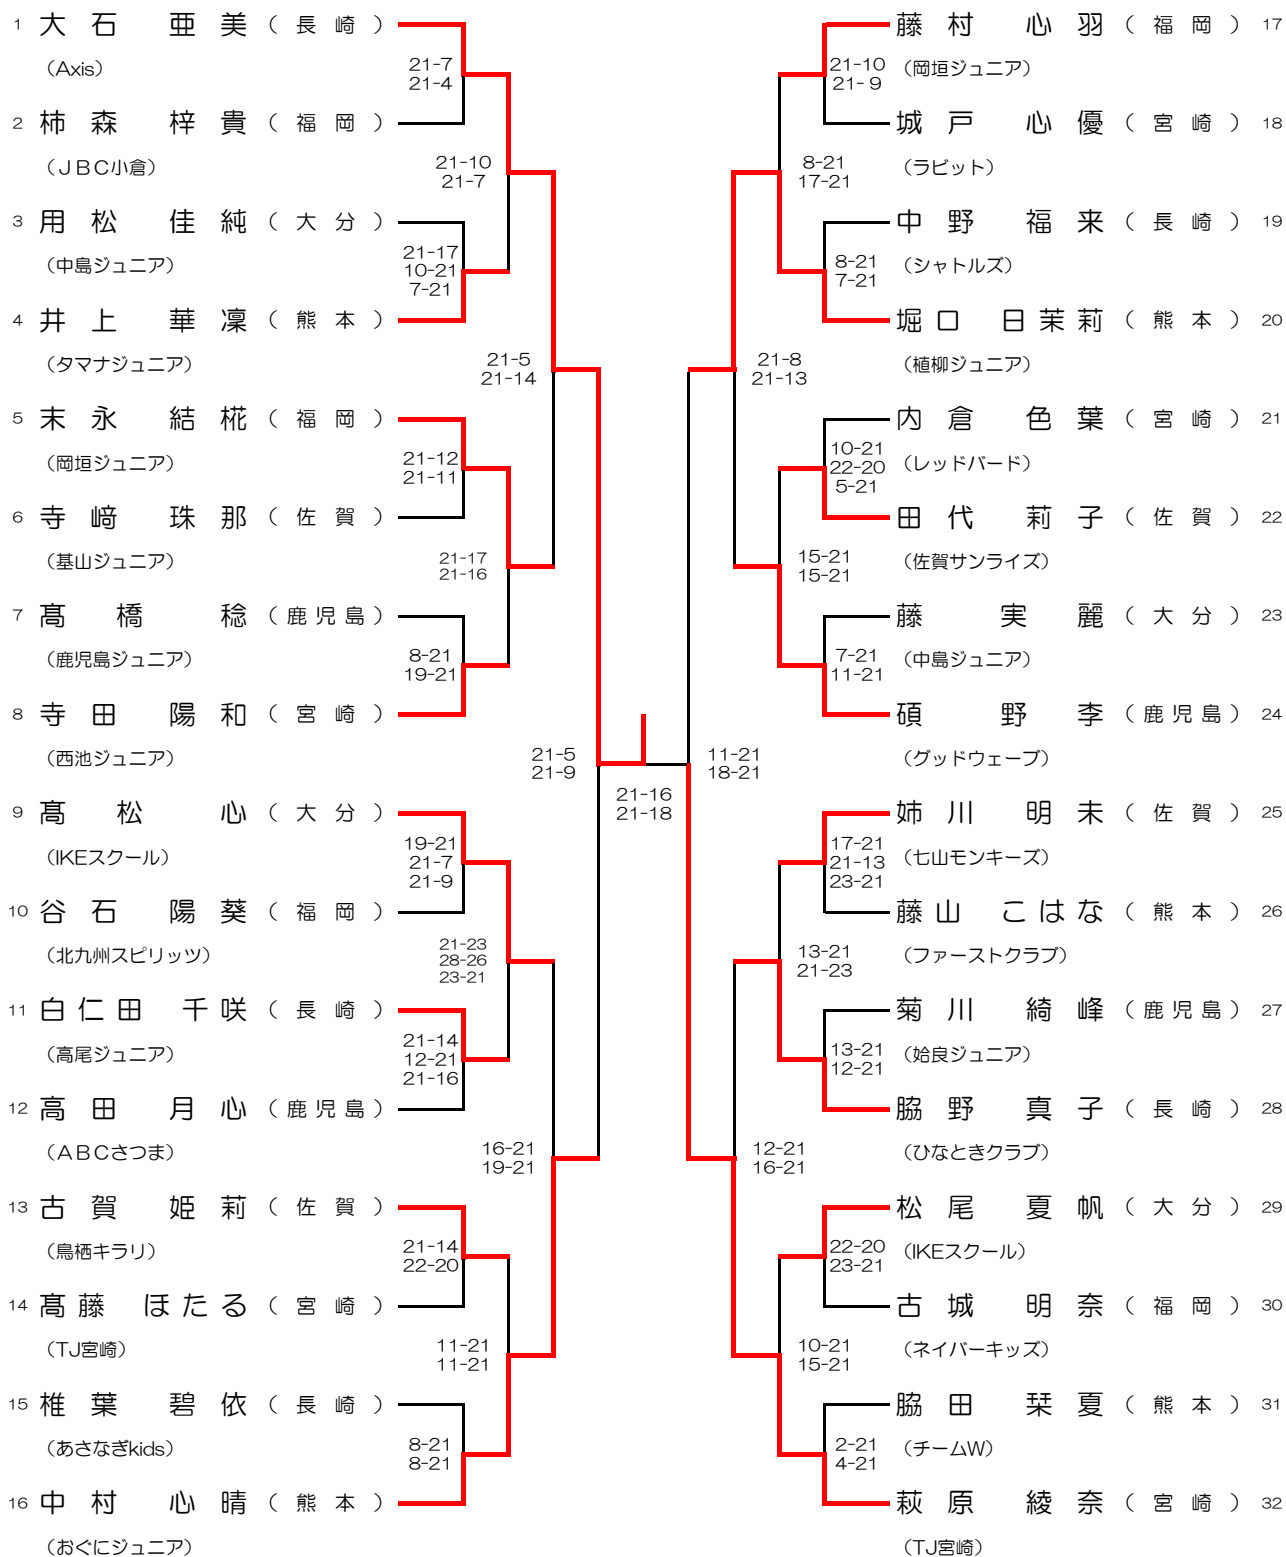 1 大石 亜美 （長崎）
（Axis）
21-7
21-4
2 柿森 梓貴 （福岡）
（ＪＢＣ小倉）
21-10
21-7
3 用松 佳純 （大分）
（中島ジュニア）
21-17
10-21
7-21
4 井上 華凜 （熊本）
（タマナジュニア）
21-5
21-14
5 末永 結椛 （福岡）
（岡垣ジュニア）
21-12
21-11
6 寺﨑 珠那 （佐賀）
（基山ジュニア）
21-17
21-16
7 髙橋 稔 （鹿児島）
（鹿児島ジュニア）
8-21
19-21
8 寺田 陽和 （宮崎）
（西池ジュニア）
21-5
21-9
9 髙松 心 （大分）
（IKEスクール）
19-21
21-7
21-9
10 谷石 陽葵 （福岡）
（北九州スピリッツ）
21-23
28-26
23-21
11 白仁田 千咲 （長崎）
（高尾ジュニア）
21-14
12-21
21-16
12 高田 月心 （鹿児島）
（ＡＢＣさつま）
16-21
19-21
13 古賀 姫莉 （佐賀）
（鳥栖キラリ）
21-14
22-20
14 髙藤 ほたる （宮崎）
（TJ宮崎）
11-21
11-21
15 椎葉 碧依 （長崎）
（あさなぎkids）
8-21
8-21
16 中村 心晴 （熊本）
（おぐにジュニア）
21-16
21-18
藤村 心羽 （福岡） 17
（岡垣ジュニア）
21-10
21-9
城戸 心優 （宮崎） 18
（ラビット）
8-21
17-21
中野 福来 （長崎） 19
（シャトルズ）
8-21
7-21
堀口 日茉莉 （熊本） 20
（植柳ジュニア）
21-8
21-13
内倉 色葉 （宮崎） 21
（レッドバード）
10-21
22-20
5-21
田代 莉子 （佐賀） 22
（佐賀サンライズ）
15-21
15-21
藤 実麗 （大分） 23
（中島ジュニア）
7-21
11-21
碩 野李 （鹿児島） 24
（グッドウェーブ）
11-21
18-21
姉川 明未 （佐賀） 25
（七山モンキーズ）
17-21
21-13
23-21
藤山 こはな （熊本） 26
（ファーストクラブ）
13-21
21-23
菊川 綺峰 （鹿児島） 27
（姶良ジュニア）
13-21
12-21
脇野 真子 （長崎） 28
（ひなときクラブ）
12-21
16-21
松尾 夏帆 （大分） 29
（IKEスクール）
22-20
23-21
古城 明奈 （福岡） 30
（ネイバーキッズ）
10-21
15-21
脇田 栞夏 （熊本） 31
（チームW）
2-21
4-21
萩原 綾奈 （宮崎） 32
（TJ宮崎）